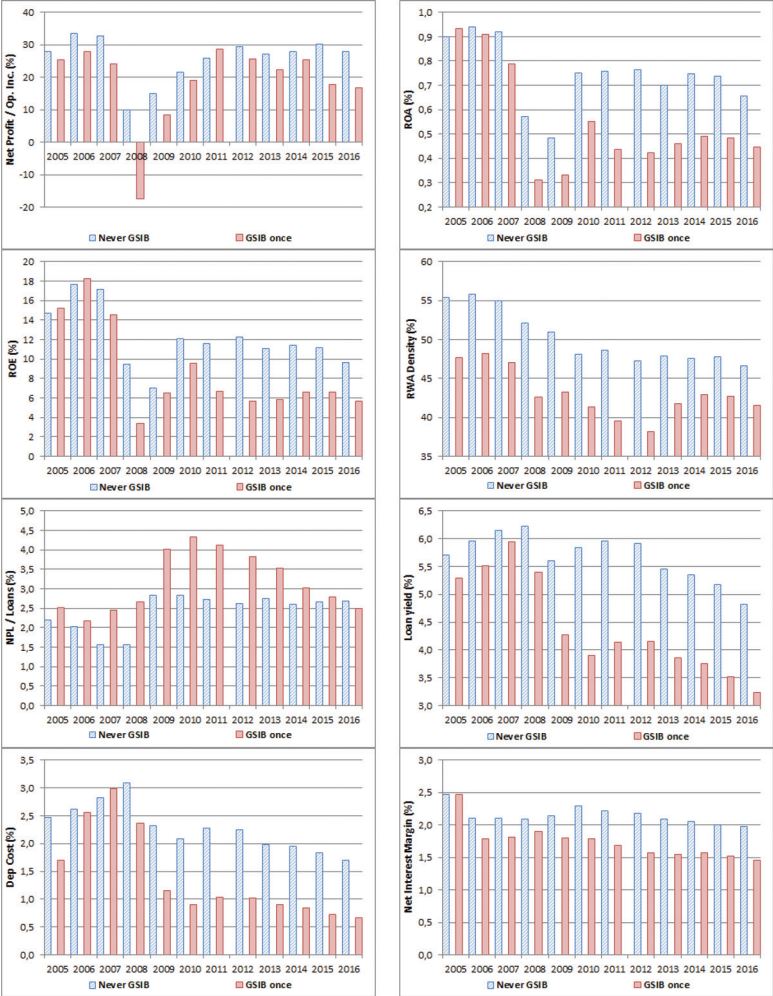 Net Profit / Op. Inc. (%)
40
30
20
10
0
-10
-20
2005 2006 2007 2008 2009 2010 2011 2012 2013 2014 2015 2016
Never GSIB GSIB once
ROA (%)
1,0
0,9
0,8
0,7
0,6
0,5
0,4
0,3
0,2
2005 2006 2007 2008 2009 2010 2011 2012 2013 2014 2015 2016
Never GSIB GSIB once
ROE (%)
20
18
16
14
12
10
8
6
4
2
0
2005 2006 2007 2008 2009 2010 2011 2012 2013 2014 2015 2016
Never GSIB GSIB once
RWA Density (%)
60
55
50
45
40
35
2005 2006 2007 2008 2009 2010 2011 2012 2013 2014 2015 2016
Never GSIB GSIB once
NPL / Loans (%)
5,0
4,5
4,0
3,5
3,0
2,5
2,0
1,5
1,0
0,5
0,0
2005 2006 2007 2008 2009 2010 2011 2012 2013 2014 2015 2016
Never GSIB GSIB once
Loan yield (%)
6,5
6,0
5,5
5,0
4,5
4,0
3,5
3,0
2005 2006 2007 2008 2009 2010 2011 2012 2013 2014 2015 2016
Never GSIB GSIB once
Dep Cost (%)
3,5
3,0
2,5
2,0
1,5
1,0
0,5
0,0
2005 2006 2007 2008 2009 2010 2011 2012 2013 2014 2015 2016
Never GSIB GSIB once
Net Interest Margin (%)
3,0
2,5
2,0
1,5
1,0
0,5
0,0
2005 2006 2007 2008 2009 2010 2011 2012 2013 2014 2015 2016
Never GSIB GSIB once